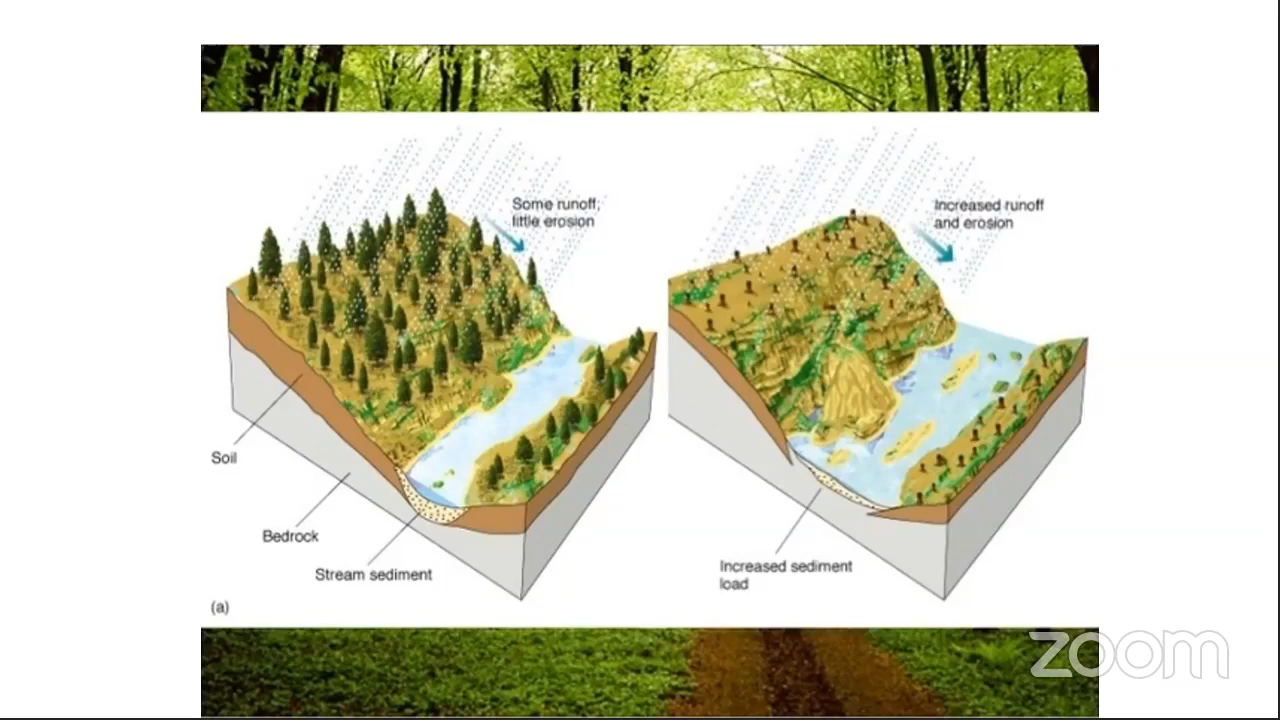 Some runoff,
little erosion
Increased runoff
and erosion
Soil
Bedrock
Stream sediment
Increased sediment
load
(a)
zoom